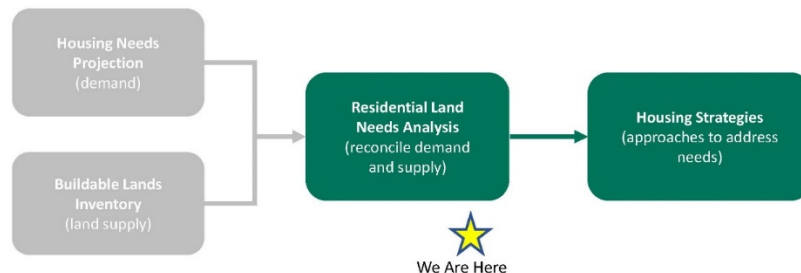 Housing Needs
Projection
(demand)
Buildable Lands
Inventory
(land supply)
Residential Land
Needs Analysis
(reconcile demand
and supply)
Housing Strategies
(approaches to address
needs)
We Are Here